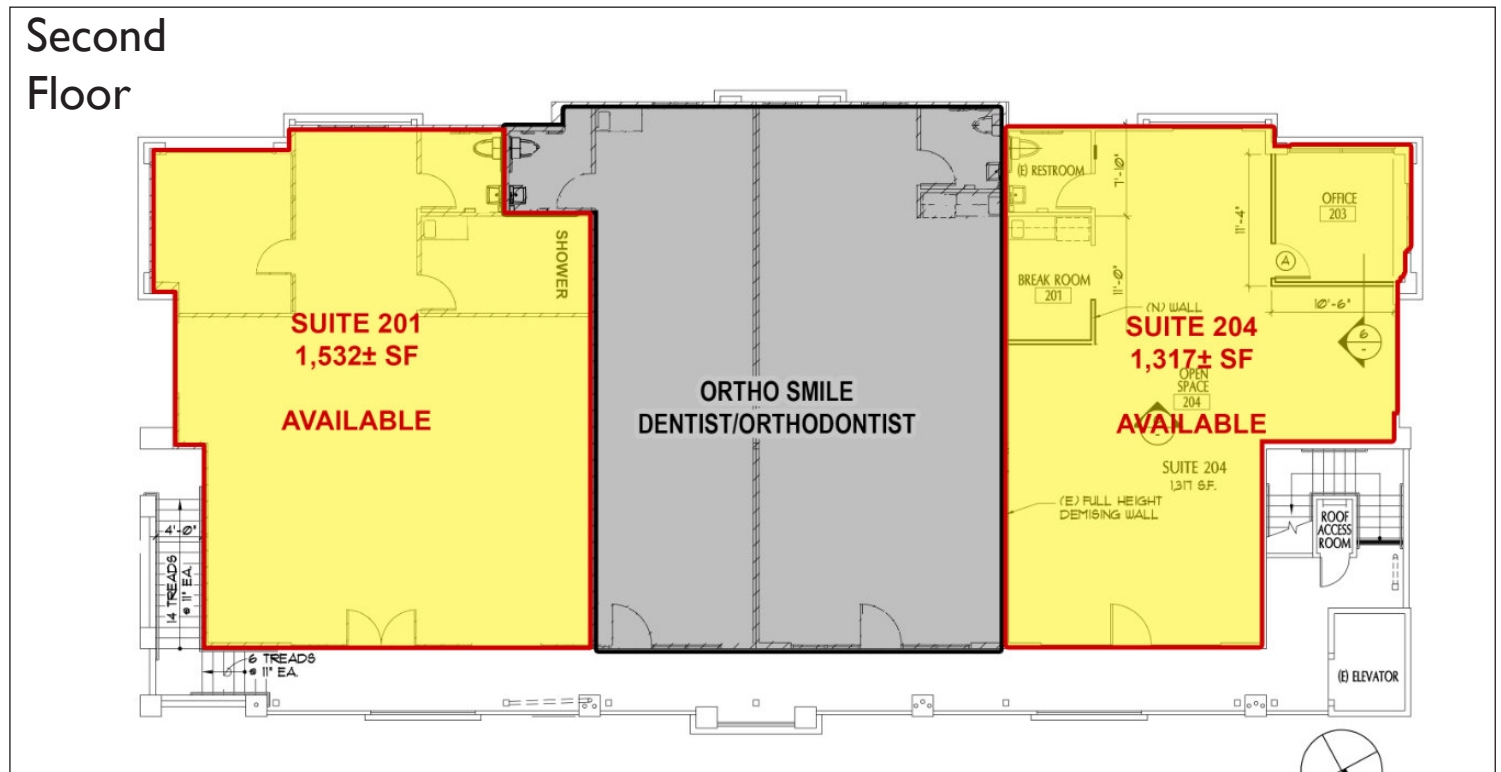 Second
Floor
(E) RESTROOM
7'-10"
OFFICE
203
11'-4"
A
SHOWER
BREAK ROOM
201
11'-0"
(N) WALL
10'-6"
6
-
SUITE 201
1,532± SF
AVAILABLE
ORTHO SMILE
DENTIST/ORTHODONTIST
SUITE 204
1,317± SF
OPEN
SPACE
204
AVAILABLE
SUITE 204
1,317 S.F.
(E) FULL HEIGHT
DEMISING WALL
4'-0"
14 TREADS
@ 11" EA.
6 TREADS
@ 11" EA.
ROOF
ACCESS
ROOM
(E) ELEVATOR